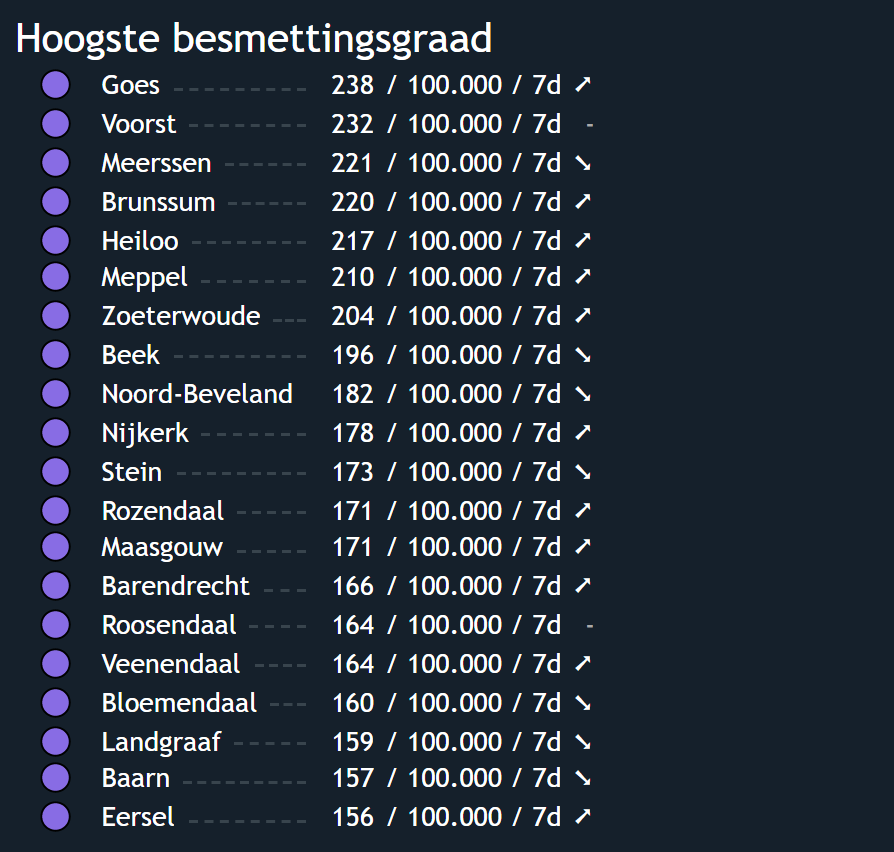 Hoogste besmettingsgraad
Goes 238 / 100.000 / 7d ➚
Voorst 232 / 100.000 / 7d -
Meerssen 221 / 100.000 / 7d ➘
Brunssum 220 / 100.000 / 7d ➚
Heiloo 217 / 100.000 / 7d ➚
Meppel 210 / 100.000 / 7d ➚
Zoeterwoude 204 / 100.000 / 7d ➚
Beek 196 / 100.000 / 7d ➘
Noord-Beveland 182 / 100.000 / 7d ➘
Nijkerk 178 / 100.000 / 7d ➚
Stein 173 / 100.000 / 7d ➘
Rozendaal 171 / 100.000 / 7d ➚
Maasgouw 171 / 100.000 / 7d ➚
Barendrecht 166 / 100.000 / 7d ➚
Roosendaal 164 / 100.000 / 7d -
Veenendaal 164 / 100.000 / 7d ➚
Bloemendaal 160 / 100.000 / 7d ➘
Landgraaf 159 / 100.000 / 7d ➘
Baarn 157 / 100.000 / 7d ➘
Eersel 156 / 100.000 / 7d ➚